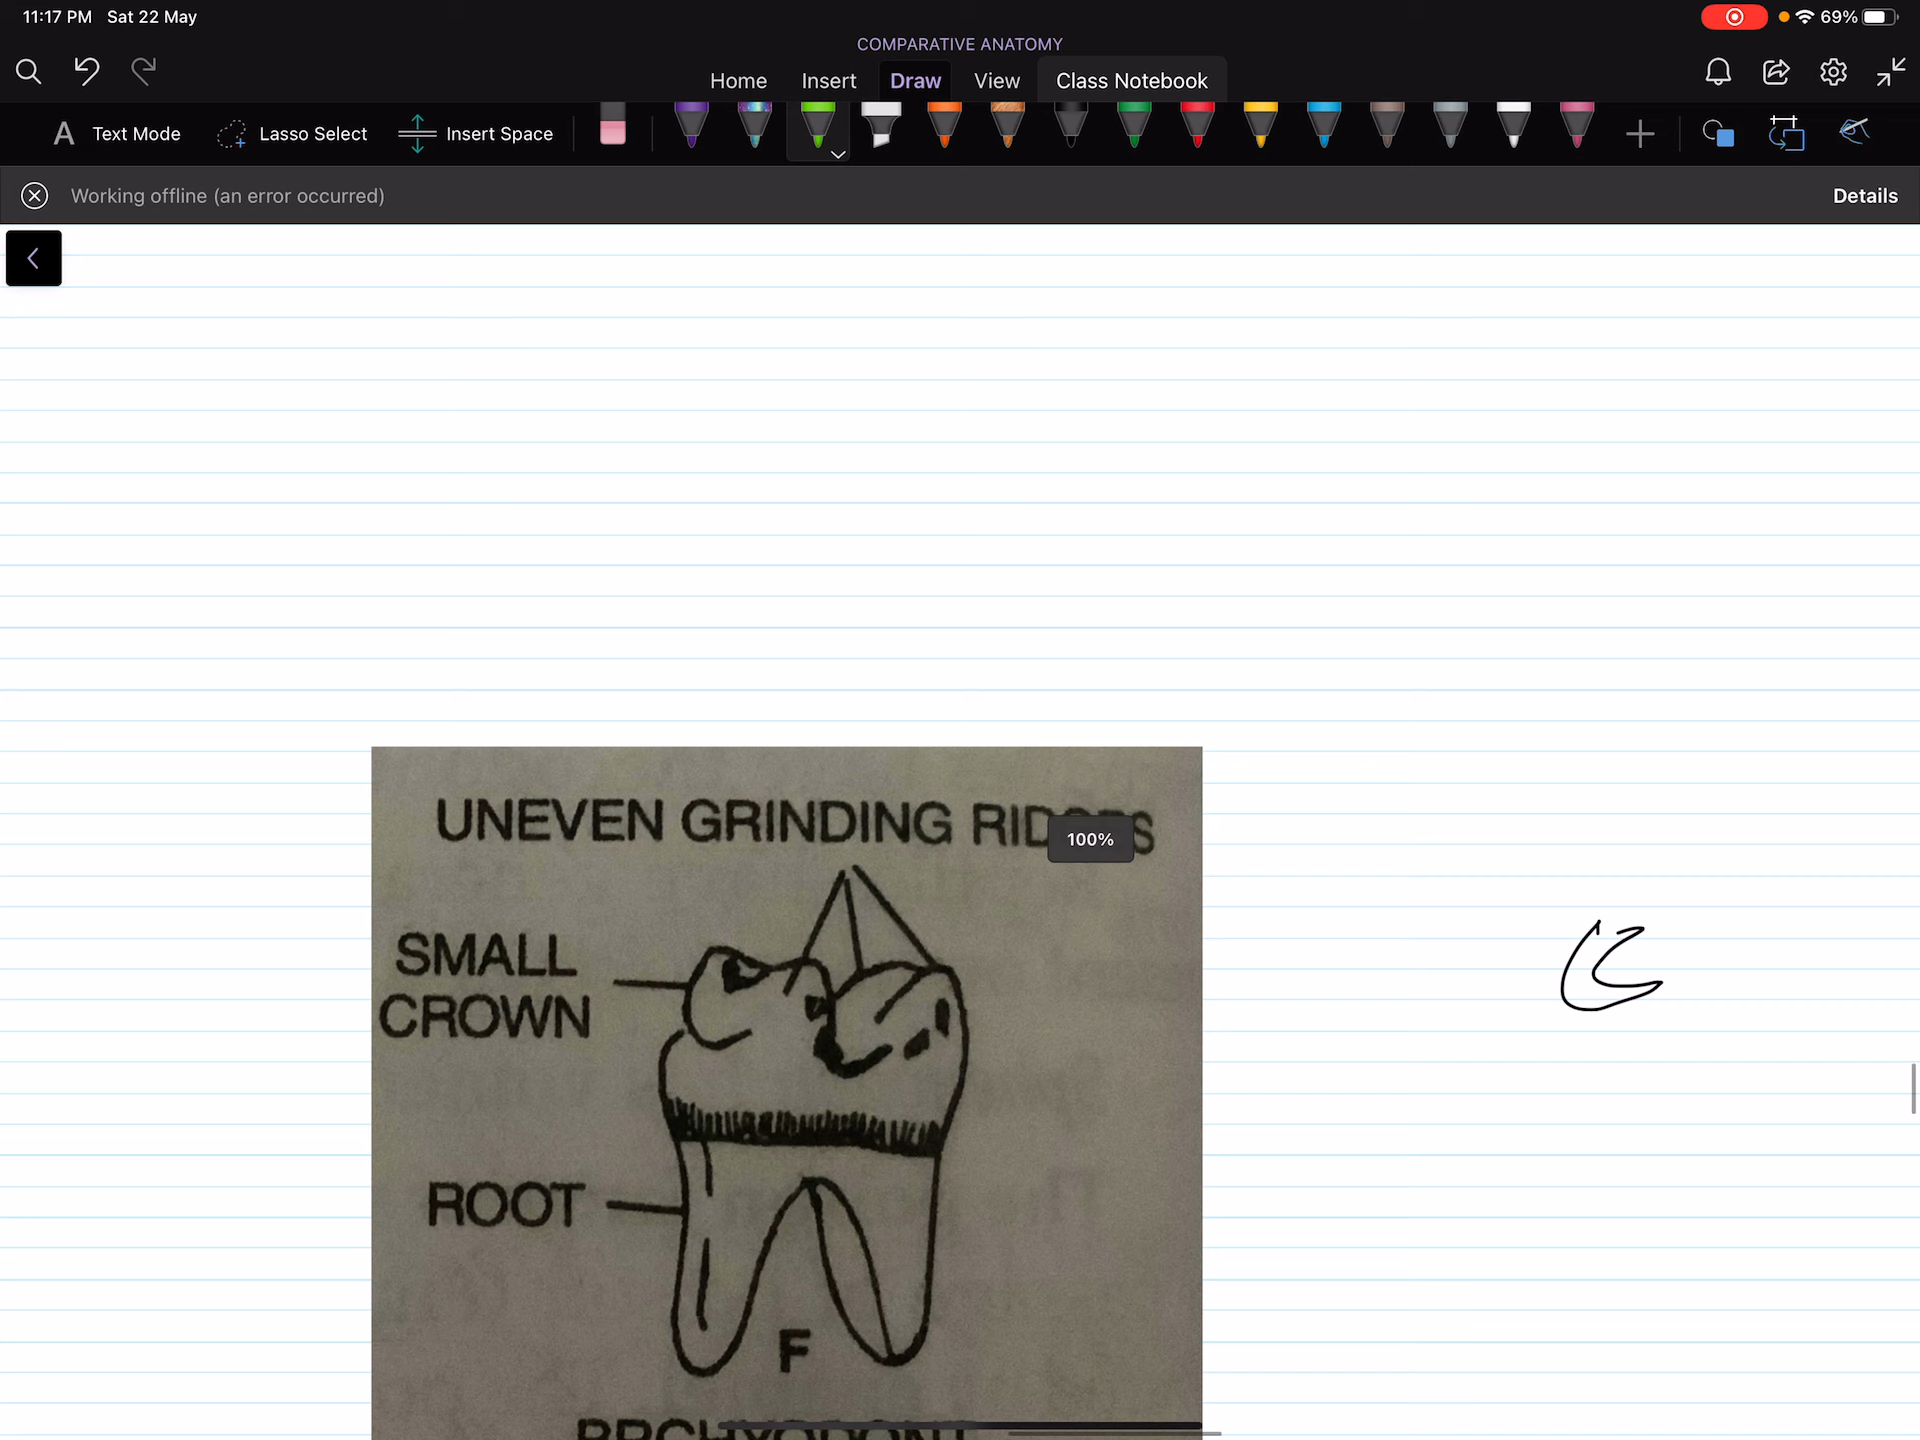 11:17 PM Sat 22 May
69%
COMPARATIVE ANATOMY
Home Insert Draw View Class Notebook
Text Mode Lasso Select Insert Space
Working offline (an error occurred) Details
UNEVEN GRINDING RIDGES
100%
SMALL
CROWN
ROOT
F